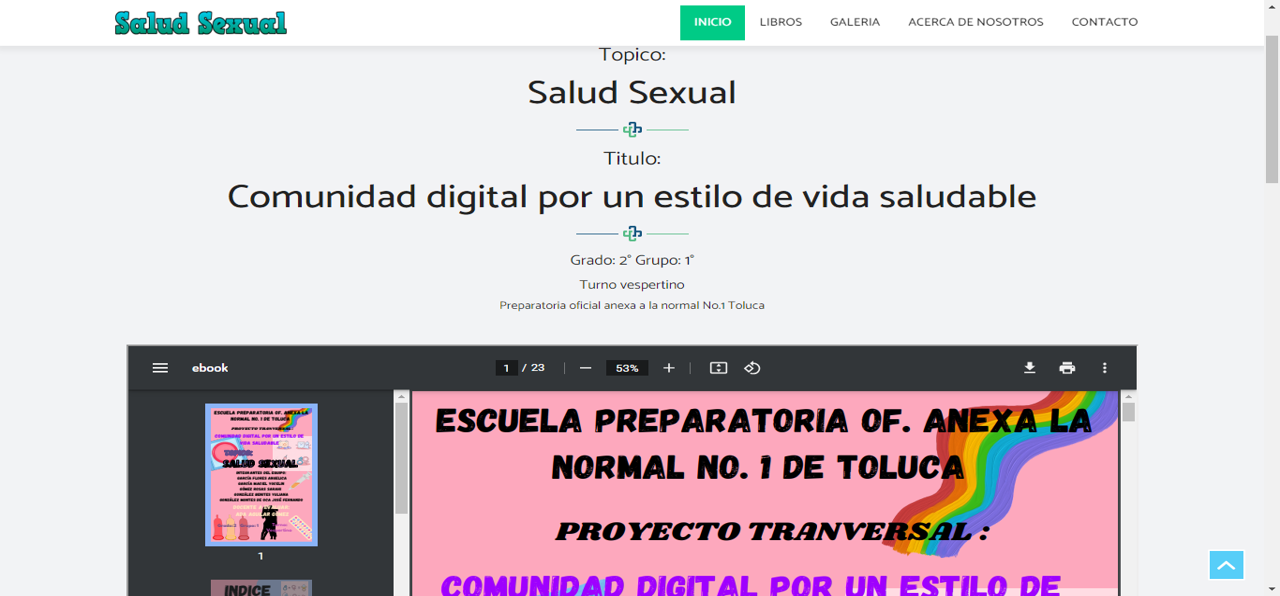 Salud Sexual
INICIO
LIBROS
GALERIA
ACERCA DE NOSOTROS
CONTACTO
Topico:
Salud Sexual
Titulo:
Comunidad digital por un estilo de vida saludable
Grado: 2° Grupo: 1°
Turno vespertino
Preparatoria oficial anexa a la normal No.1 Toluca
ebook
1 / 23
53%
ESCUELA PREPARATORIA OF. ANEXA LA
NORMAL NO. 1 DE TOLUCA
PROYECTO TRANVERSAL :
COMUNIDAD DIGITAL POR UN ESTILO DE
VIDA SALUDABLE
TOPICO:
SALUD SEXUAL
INTEGRANTES DEL EQUIPO:
1
INDICE
ESCUELA PREPARATORIA OF. ANEXA LA
NORMAL NO. 1 DE TOLUCA
PROYECTO TRANVERSAL :
COMUNIDAD DIGITAL POR UN ESTILO DE